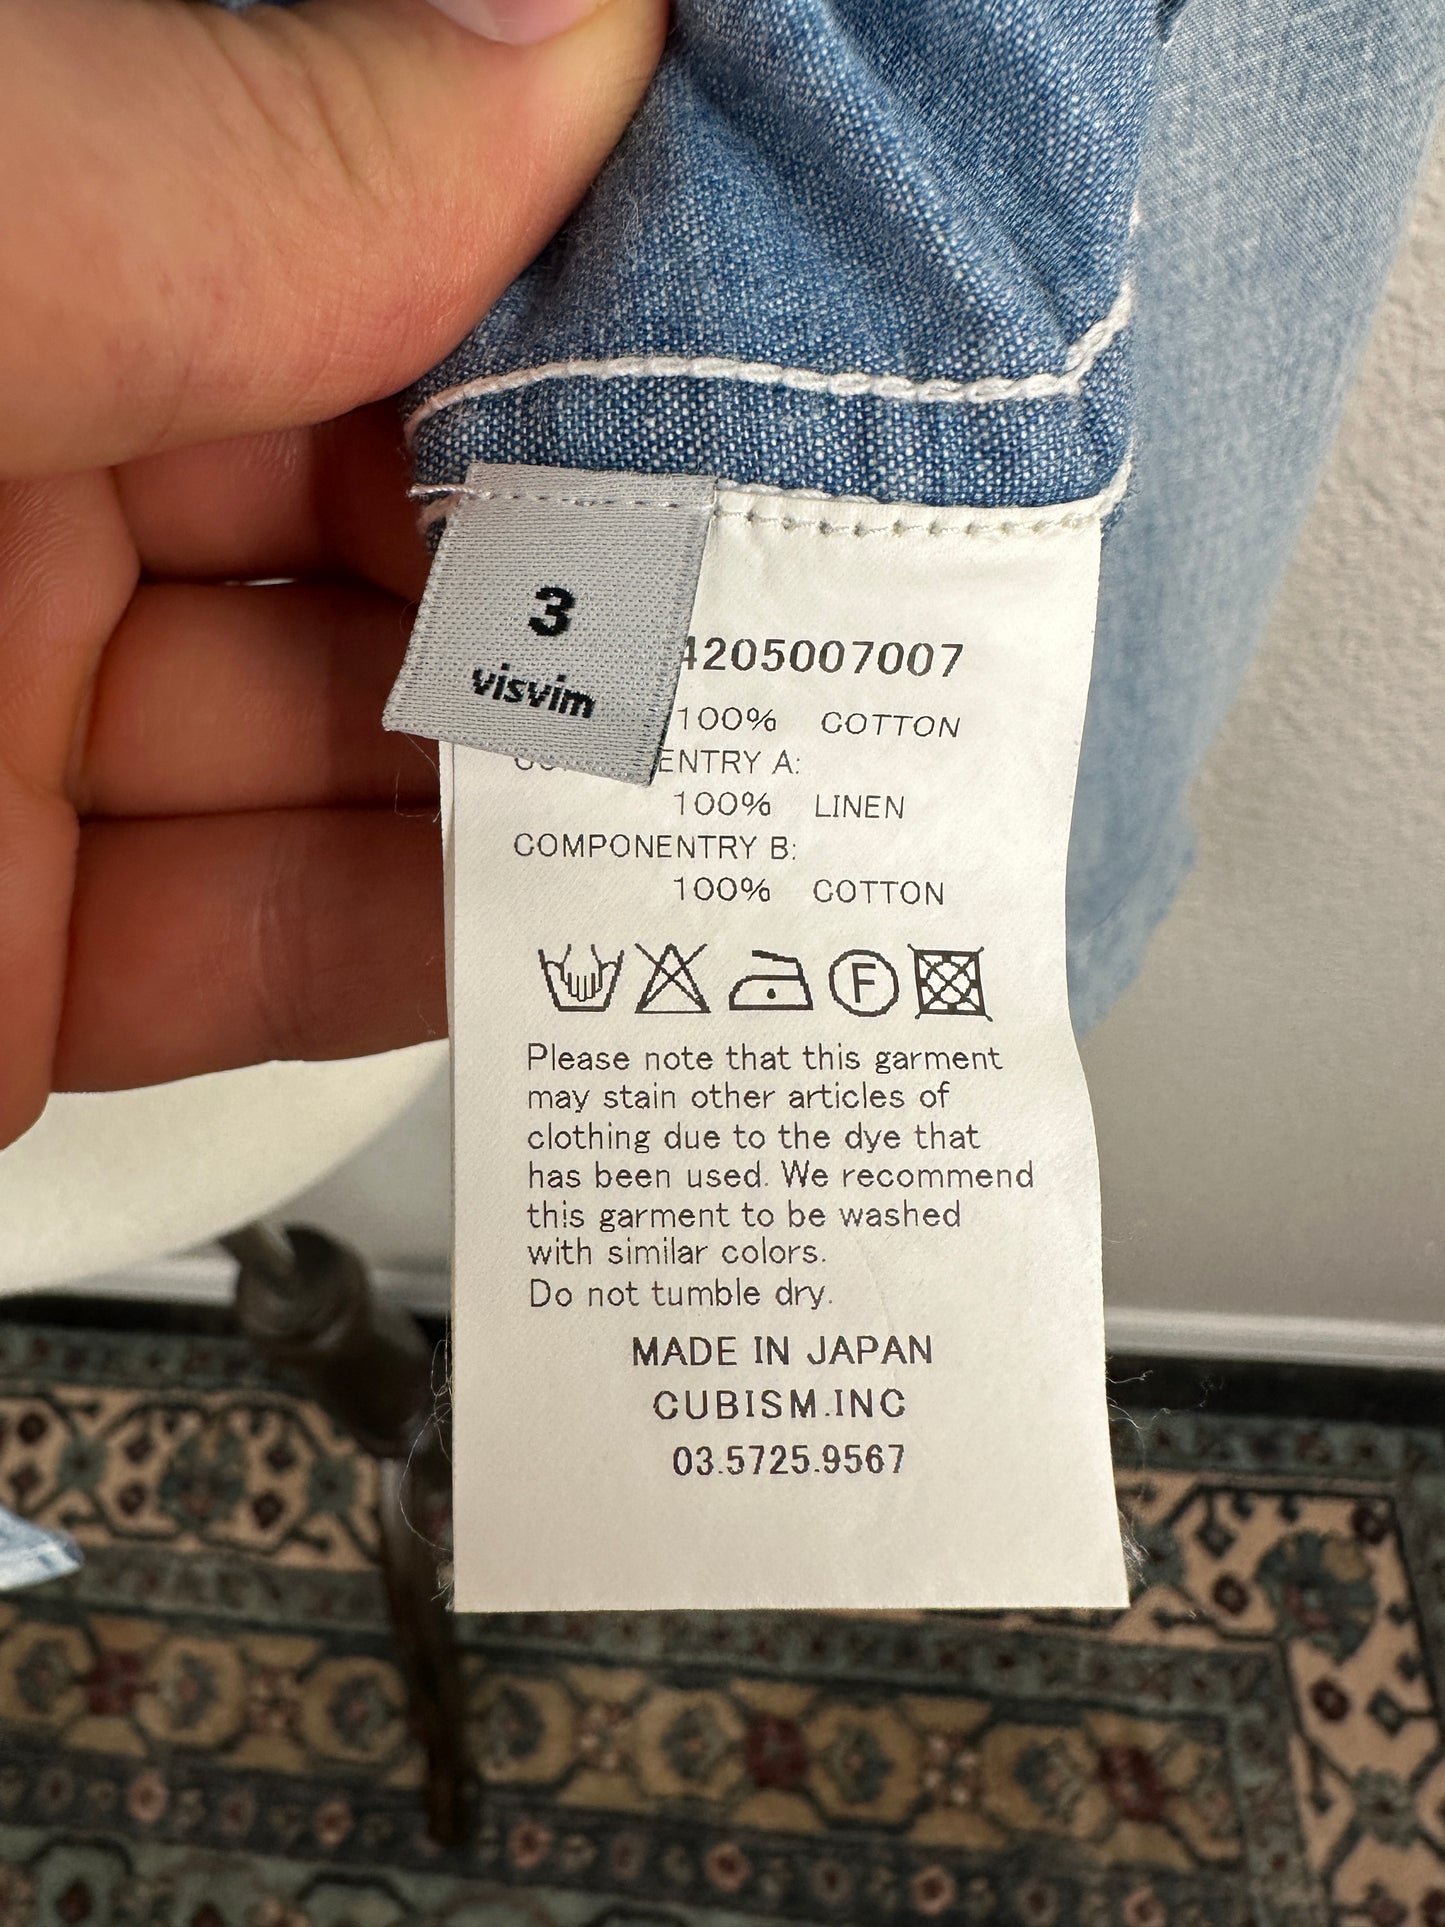 3
visvim
4205007007
100% COTTON
ENTRY A:
100% LINEN
COMPONENTRY B:
100% COTTON
F
Please note that this garment
may stain other articles of
clothing due to the dye that
has been used. We recommend
this garment to be washed
with similar colors.
Do not tumble dry.
MADE IN JAPAN
CUBISM.INC
03.5725.9567